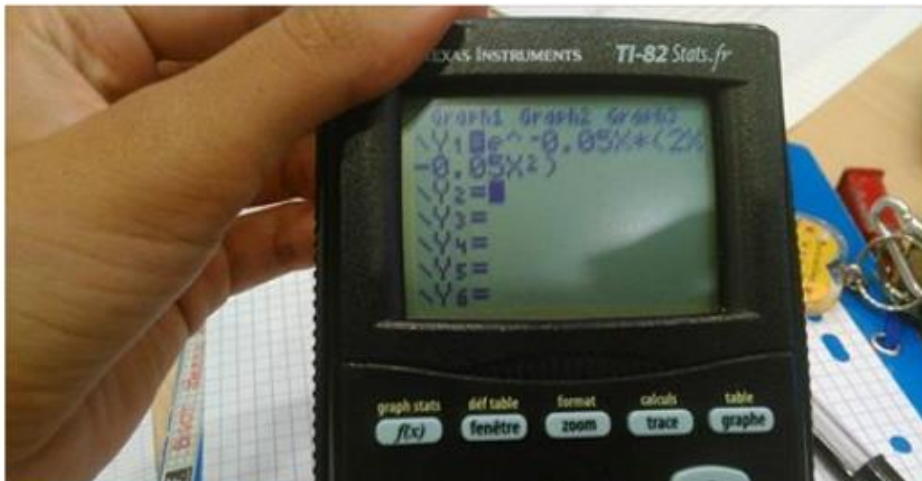 TEXAS INSTRUMENTS TI-82 Stats.fr
Graph1 Graph2 Graph3
\Y1=e^-0.05X*(2X
-0.05X²)
\Y2=
\Y3=
\Y4=
\Y5=
\Y6=
graph stats déf table format calculs table
f(x) fenêtre zoom trace graphe